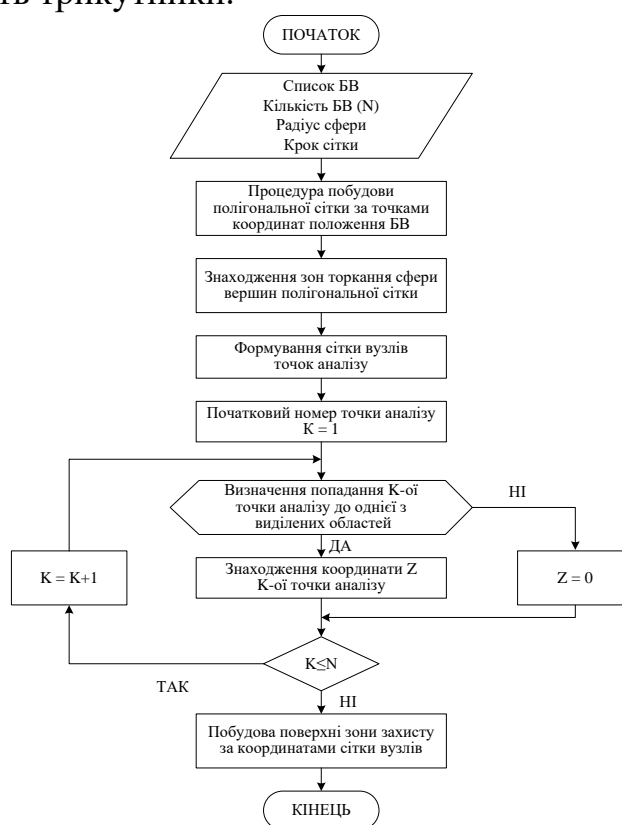 ть трикутники.
ПОЧАТОК
Список БВ
Кількість БВ (N)
Радіус сфери
Крок сітки
Процедура побудови
полігональної сітки за точками
координат положення БВ
Знаходження зон торкання сфери
вершин полігональної сітки
Формування сітки вузлів
точок аналізу
Початковий номер точки аналізу
К = 1
Визначення попадання К-ої
точки аналізу до однієї з
виділених областей
НІ
ДА
K = K+1
Знаходження координати Z
К-ої точки аналізу
Z = 0
K≤N
ТАК
НІ
Побудова поверхні зони захисту
за координатами сітки вузлів
КІНЕЦЬ